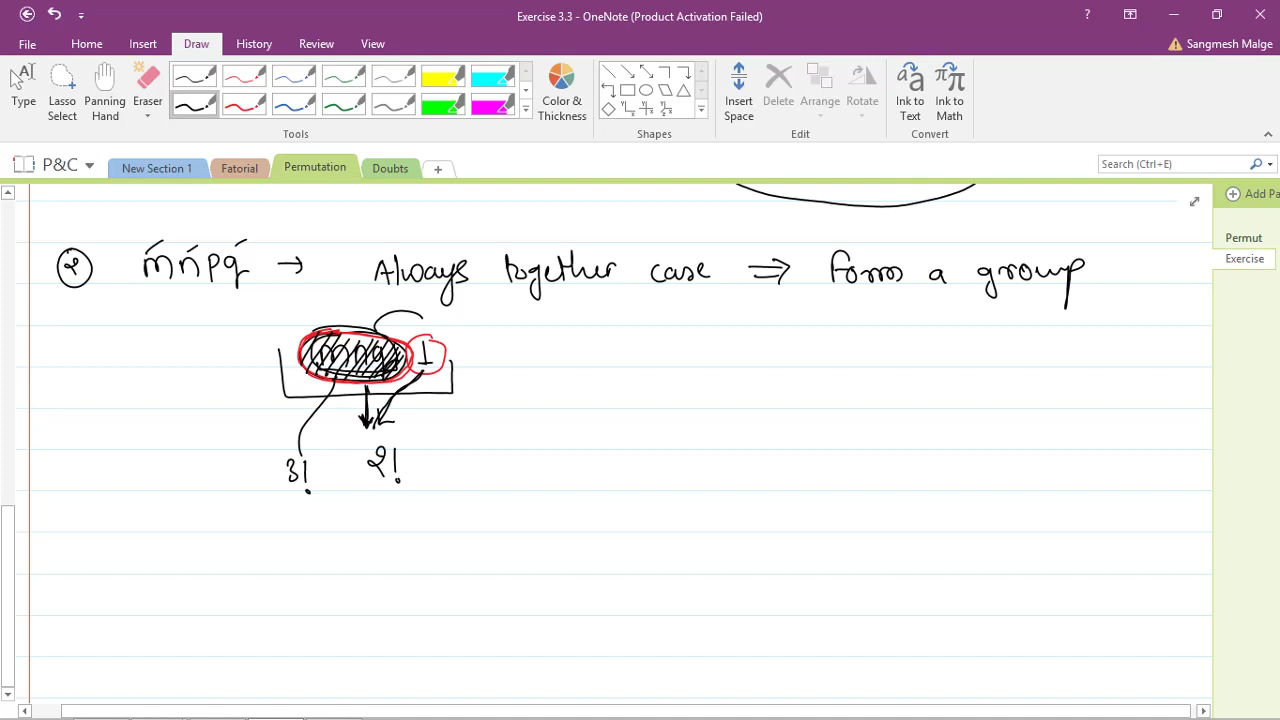 Exercise 3.3 - OneNote (Product Activation Failed)
?
File Home Insert Draw History Review View
Sangmesh Malge
Type
Lasso Select
Panning Hand
Eraser
Color & Thickness
Insert Space
Delete
Arrange
Rotate
Ink to Text
Ink to Math
Tools
Shapes
Edit
Convert
P&C
New Section 1
Fatorial
Permutation
Doubts
+
Search (Ctrl+E)
Add Pa
Permut
Exercise
2 mnpq → Always together case ⇒ form a group
mnq 1
3! 2!